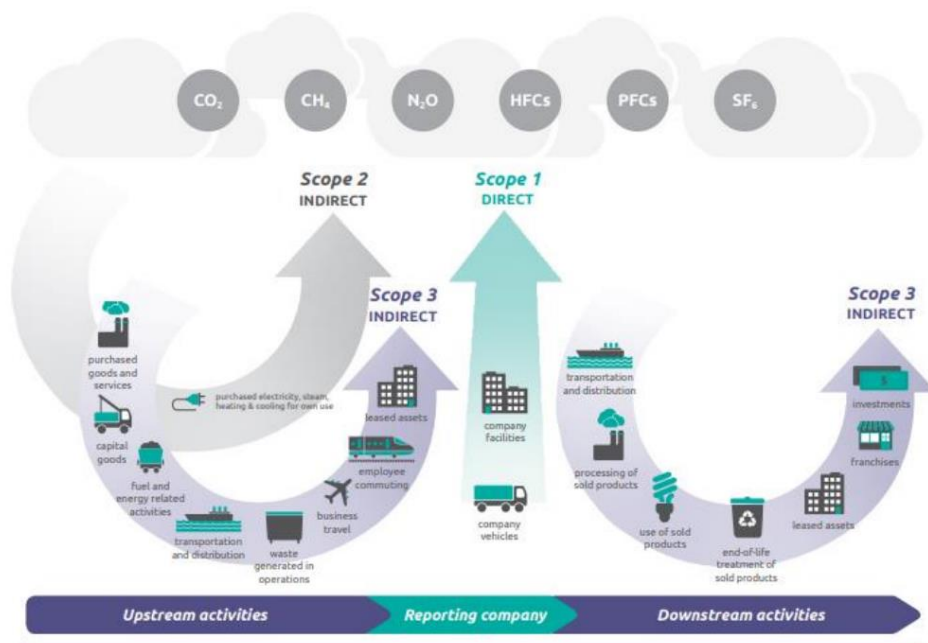 CO₂
CH₄
N₂O
HFCs
PFCs
SF₆
Scope 2
INDIRECT
Scope 1
DIRECT
Scope 3
INDIRECT
Scope 3
INDIRECT
purchased
goods and
services
capital
goods
fuel and
energy related
activities
transportation
and distribution
waste
generated in
operations
business
travel
employee
commuting
leased assets
purchased electricity, steam,
heating & cooling for own use
company
facilities
company
vehicles
transportation
and distribution
processing of
sold products
use of sold
products
end-of-life
treatment of
sold products
leased assets
franchises
$
investments
Upstream activities
Reporting company
Downstream activities